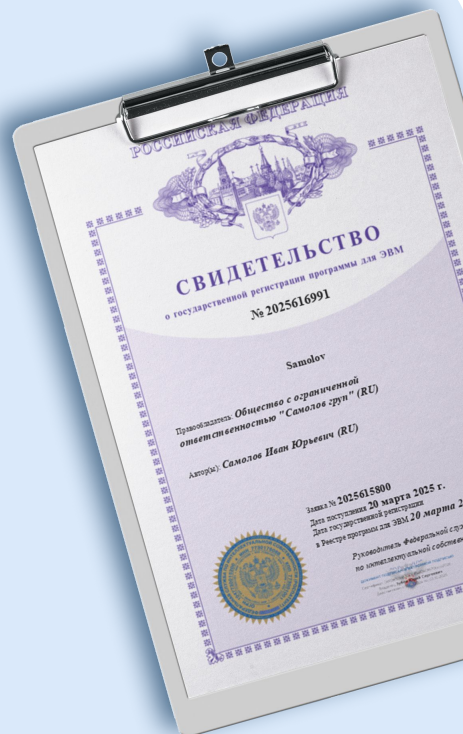 РОССИЙСКАЯ ФЕДЕРАЦИЯ
СВИДЕТЕЛЬСТВО
о государственной регистрации программы для ЭВМ
№ 2025616991
Samolov
Правообладатель: Общество с ограниченной
ответственностью "Самолов груп" (RU)
Автор(ы): Самолов Иван Юрьевич (RU)
Заявка № 2025615800
Дата поступления 20 марта 2025 г.
Дата государственной регистрации
в Реестре программ для ЭВМ 20 марта 2
Руководитель Федеральной слу
по интеллектуальной собствен